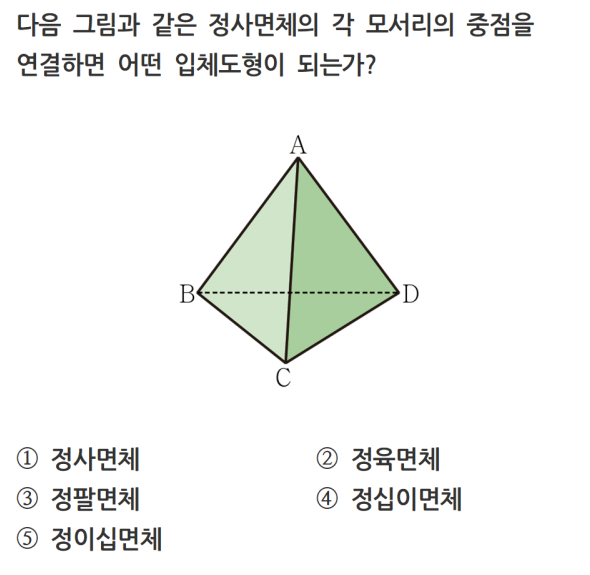 다음 그림과 같은 정사면체의 각 모서리의 중점을
연결하면 어떤 입체도형이 되는가?
A
B
D
C
① 정사면체
② 정육면체
③ 정팔면체
④ 정십이면체
⑤ 정이십면체